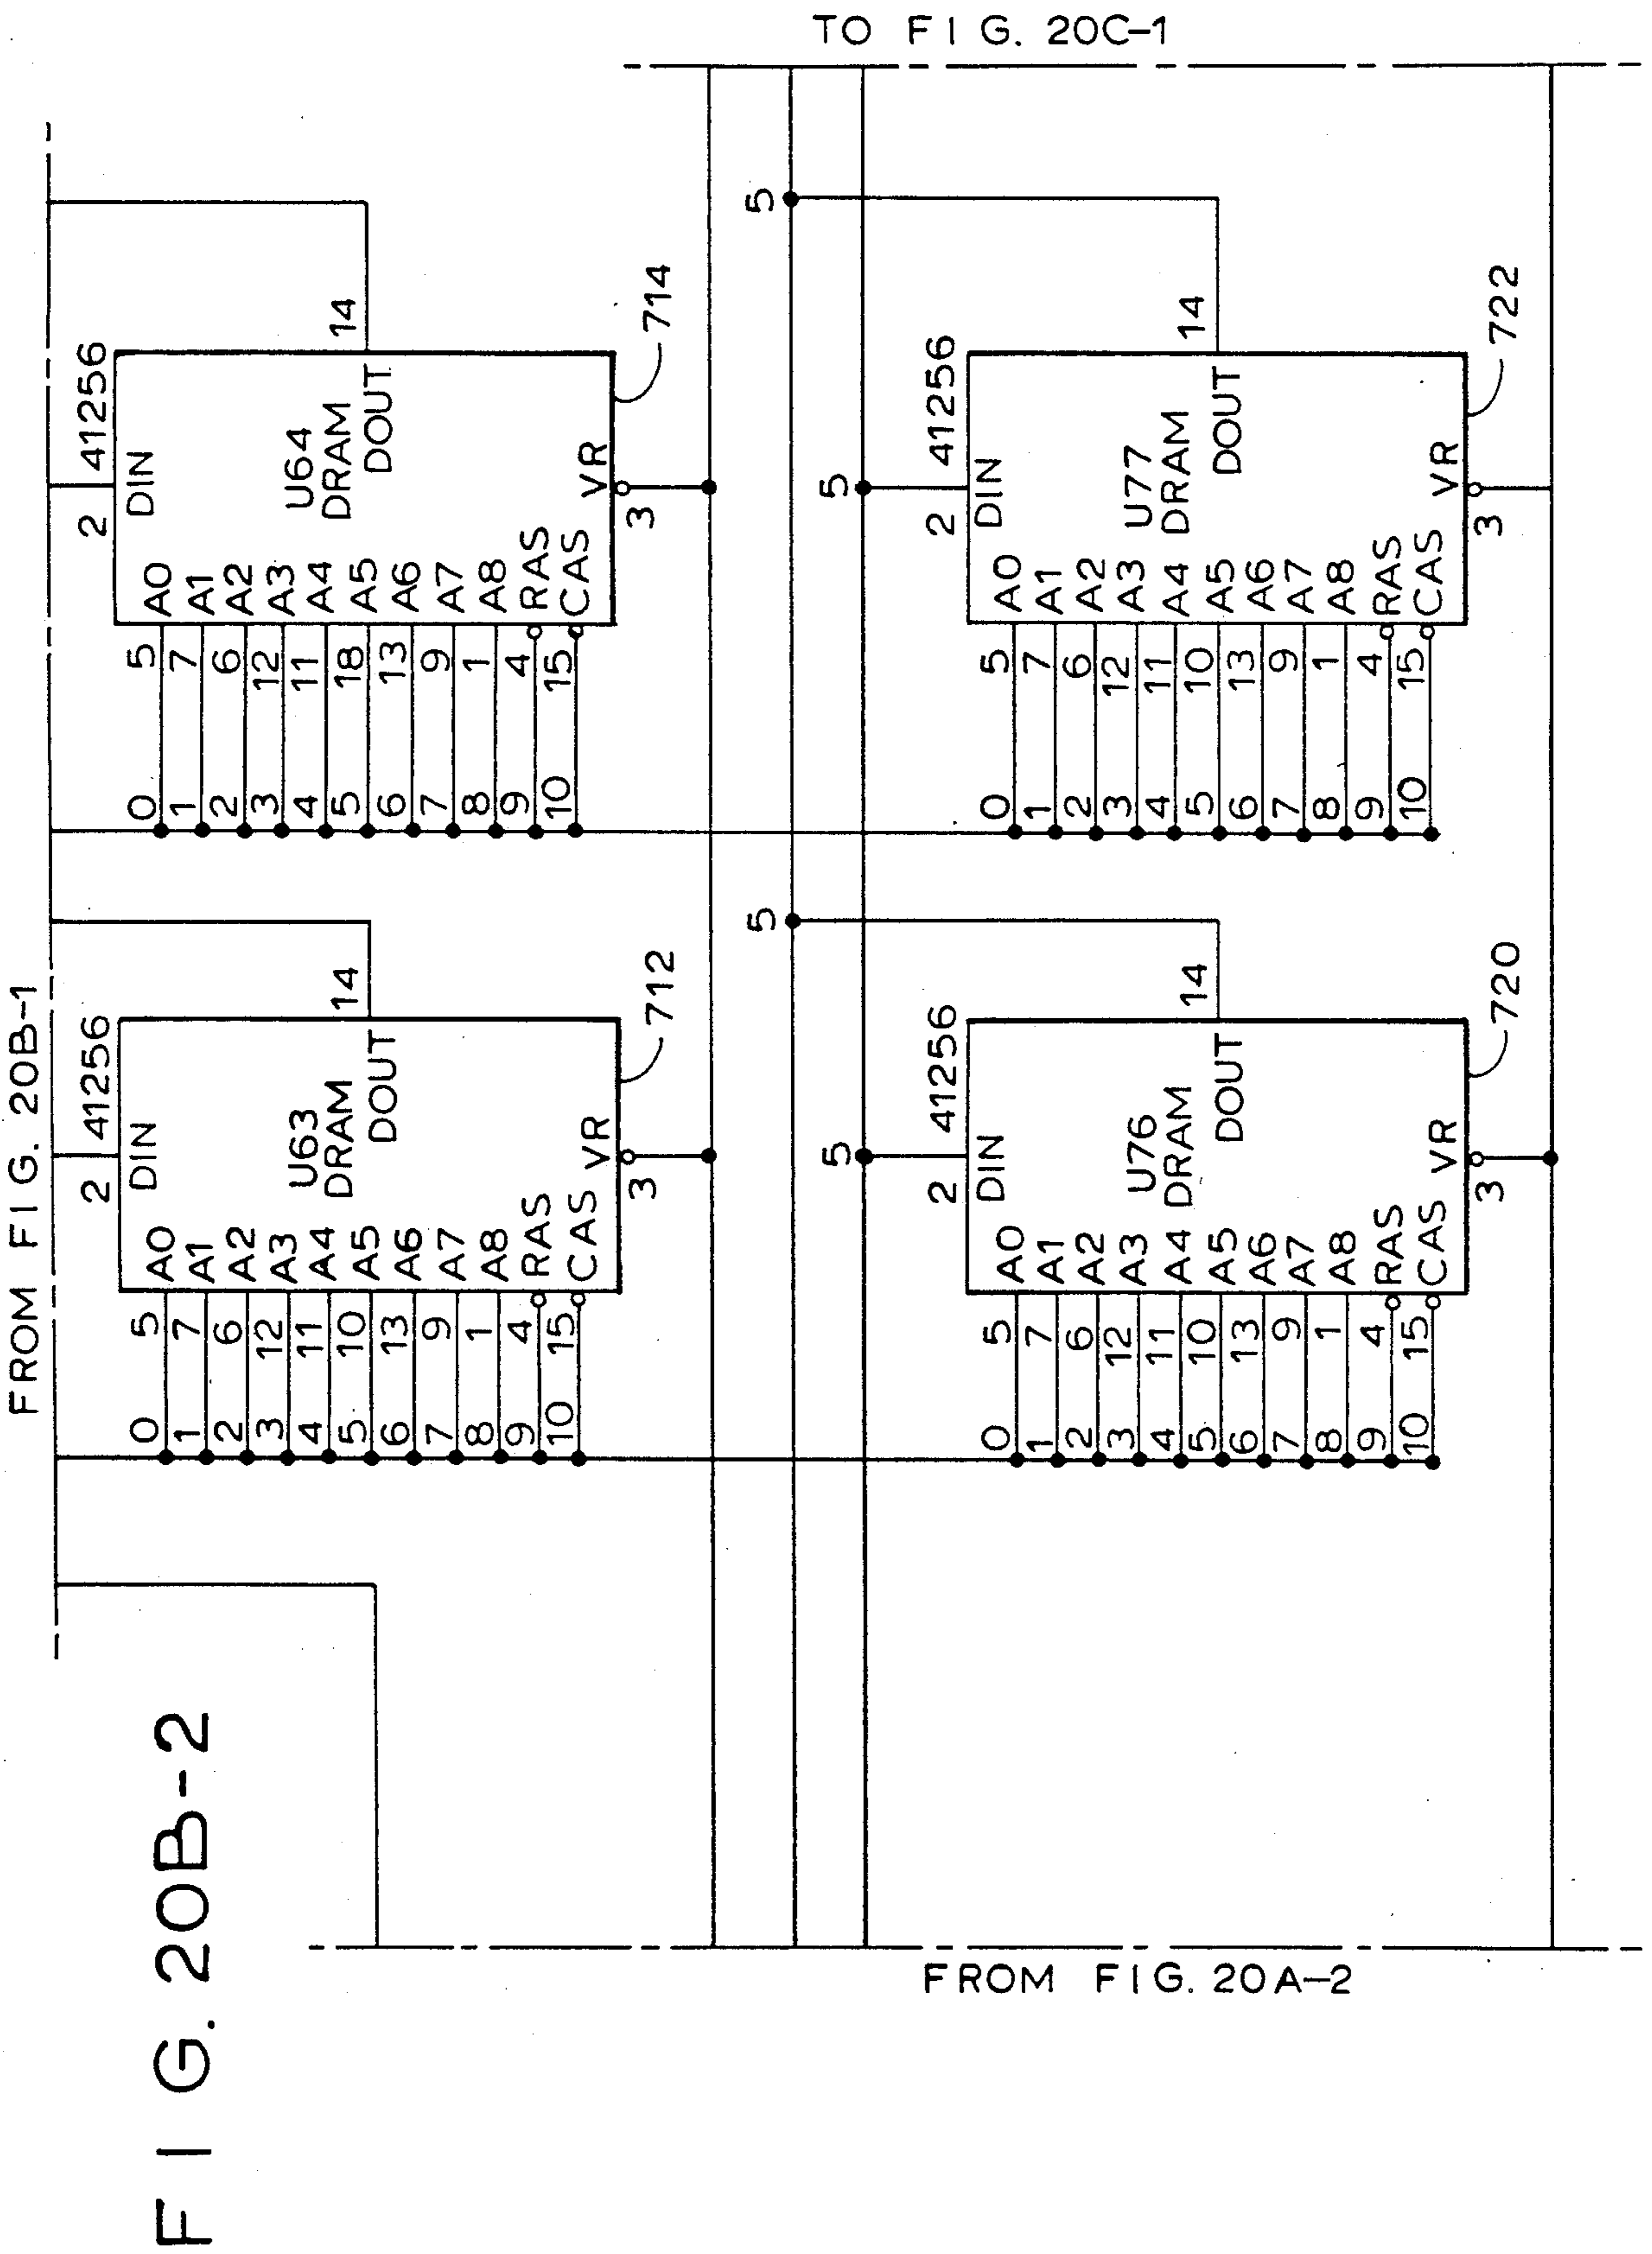 FIG. 20B-2
FROM FIG. 20B-1
FROM FIG. 20A-2
TO FIG. 20C-1
2 41256
DIN
U63
DRAM
DOUT
14
0 5 A0
1 7 A1
2 6 A2
3 12 A3
4 11 A4
5 10 A5
6 13 A6
7 9 A7
8 1 A8
9 4 RAS
10 15 CAS
VR
3
712
2 41256
DIN
U64
DRAM
DOUT
14
0 5 A0
1 7 A1
2 6 A2
3 12 A3
4 11 A4
5 18 A5
6 13 A6
7 9 A7
8 1 A8
9 4 RAS
10 15 CAS
VR
3
714
5
5
2 41256
DIN
U76
DRAM
DOUT
14
0 5 A0
1 7 A1
2 6 A2
3 12 A3
4 11 A4
5 10 A5
6 13 A6
7 9 A7
8 1 A8
9 4 RAS
10 15 CAS
VR
3
720
5
5
2 41256
DIN
U77
DRAM
DOUT
14
0 5 A0
1 7 A1
2 6 A2
3 12 A3
4 11 A4
5 10 A5
6 13 A6
7 9 A7
8 1 A8
9 4 RAS
10 15 CAS
VR
3
722